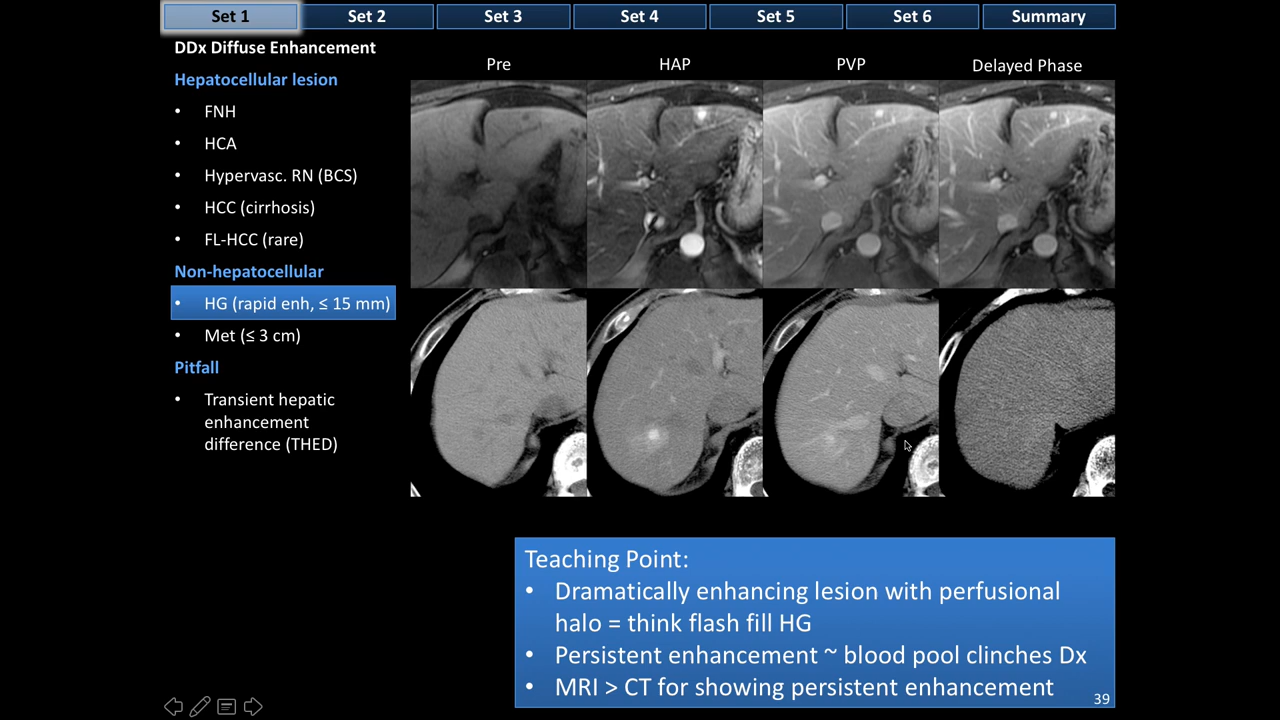 Set 1
Set 2
Set 3
Set 4
Set 5
Set 6
Summary
DDx Diffuse Enhancement
Hepatocellular lesion
• FNH
• HCA
• Hypervasc. RN (BCS)
• HCC (cirrhosis)
• FL-HCC (rare)
Non-hepatocellular
• HG (rapid enh, ≤ 15 mm)
• Met (≤ 3 cm)
Pitfall
• Transient hepatic
enhancement
difference (THED)
Pre
HAP
PVP
Delayed Phase
Teaching Point:
• Dramatically enhancing lesion with perfusional
halo = think flash fill HG
• Persistent enhancement ~ blood pool clinches Dx
• MRI > CT for showing persistent enhancement
39